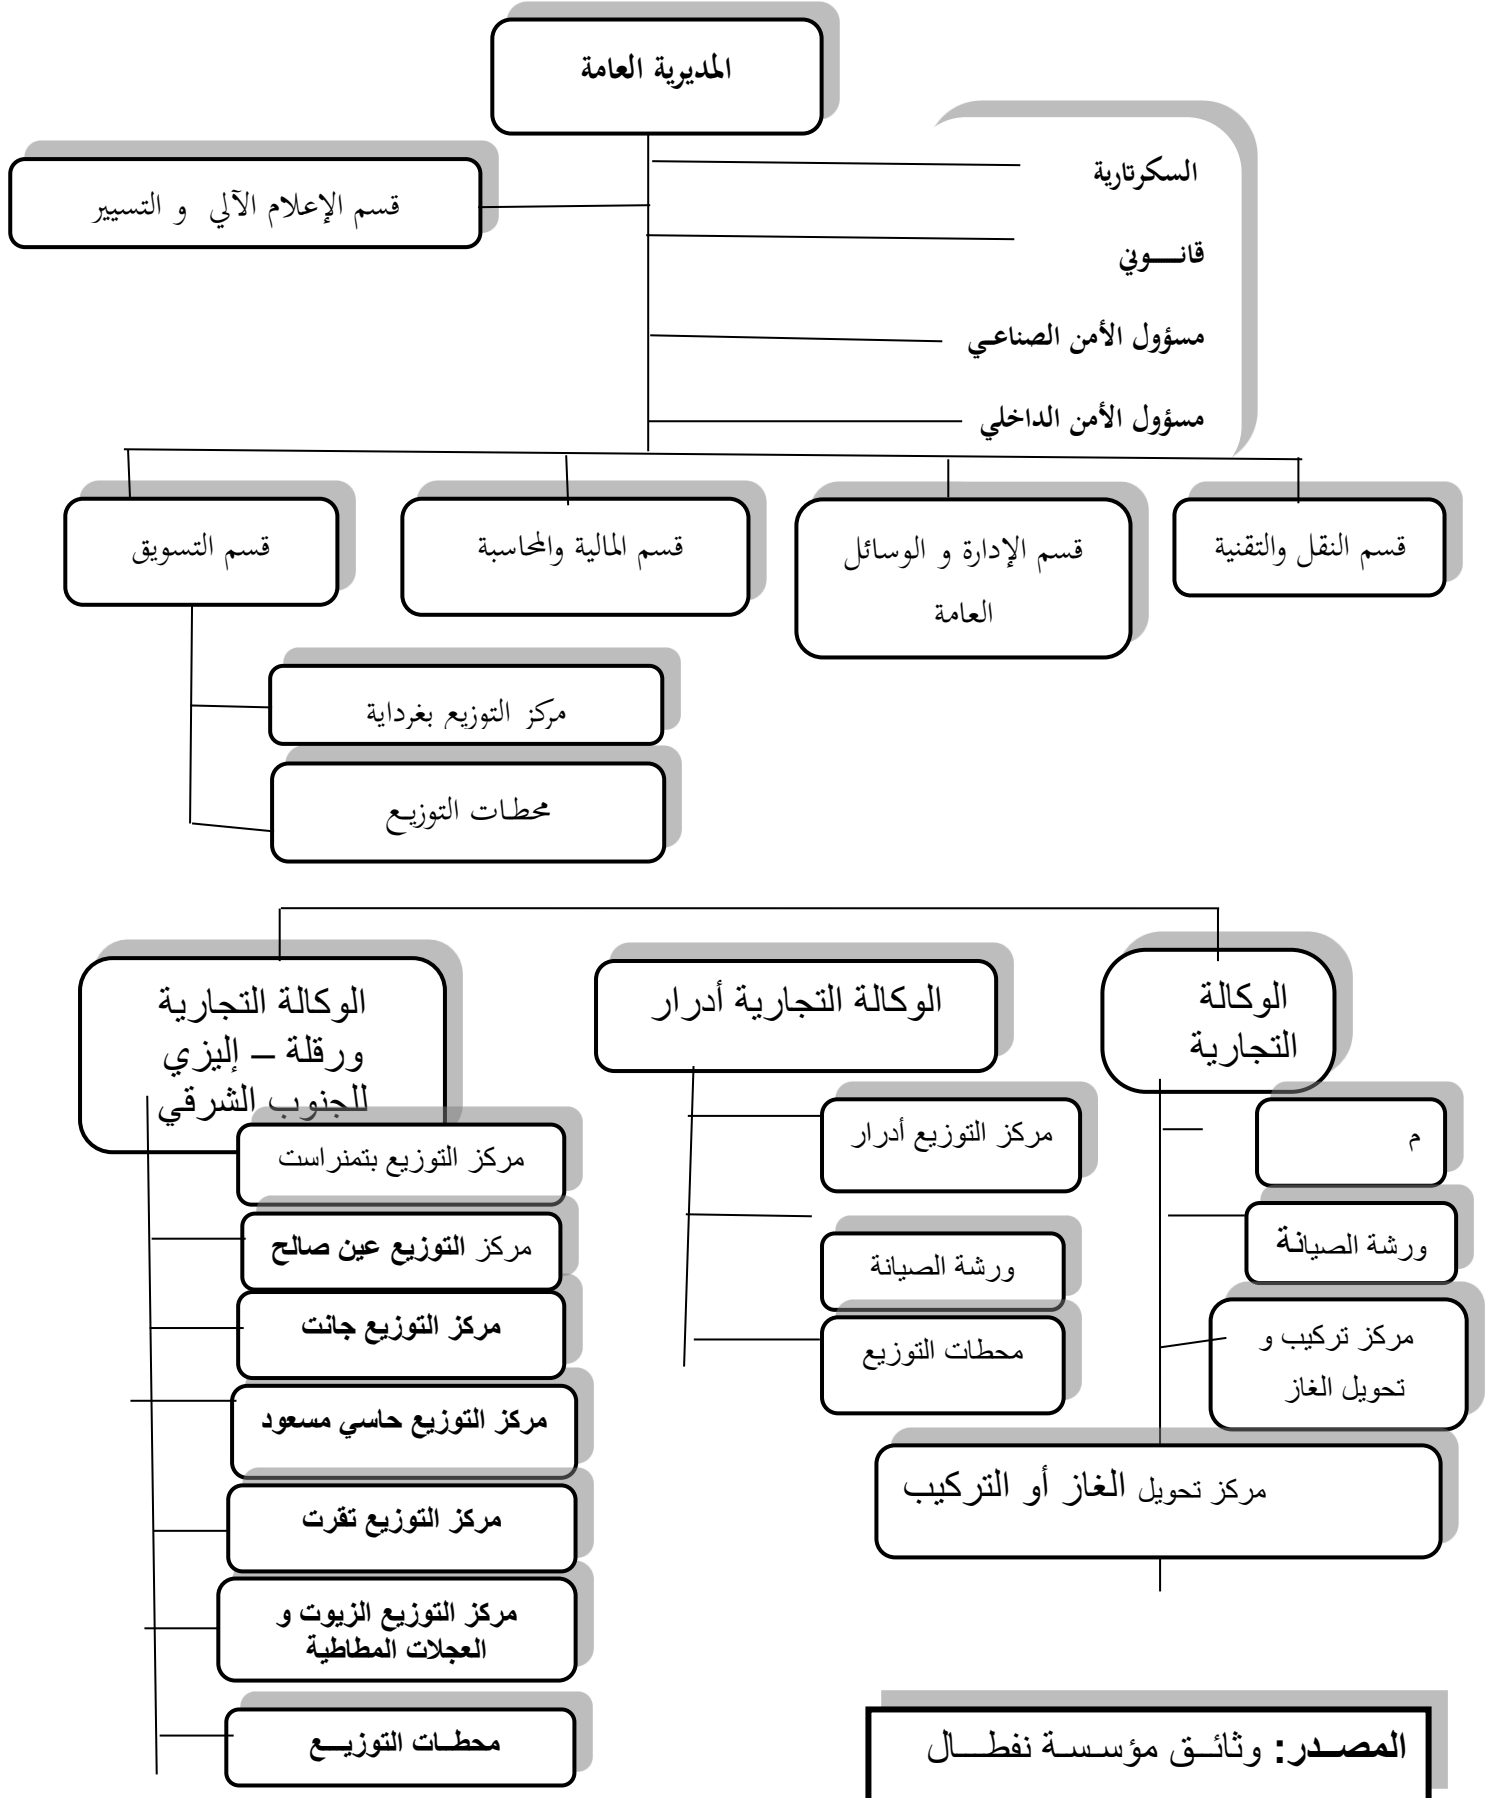 المديرية العامة
السكرتارية
قسم الإعلام الآلي و التسيير
قانـــوني
مسؤول الأمن الصناعـي
مسؤول الأمن الداخلي
قسم النقل والتقنية
قسم الإدارة و الوسائل
العامة
قسم المالية والمحاسبة
قسم التسويق
مركز التوزيع بغرداية
محطـات التوزيـع
الوكالة
التجارية
م
ورشة الصيانة
مركز تركيب و
تحويل الغاز
مركز تحويل الغاز أو التركيب
الوكالة التجارية أدرار
مركز التوزيع أدرار
ورشة الصيانة
محطات التوزيع
الوكالة التجارية
ورقلة – إليزي
للجنوب الشرقي
مركز التوزيع بتمنراست
مركز التوزيع عين صالح
مركز التوزيع جانت
مركز التوزيع حاسي مسعود
مركز التوزيع تقرت
مركز التوزيع الزيوت و
العجلات المطاطية
محطــات التوزيـــع
المصــدر: وثائــق مؤسـسـة نفطـــال